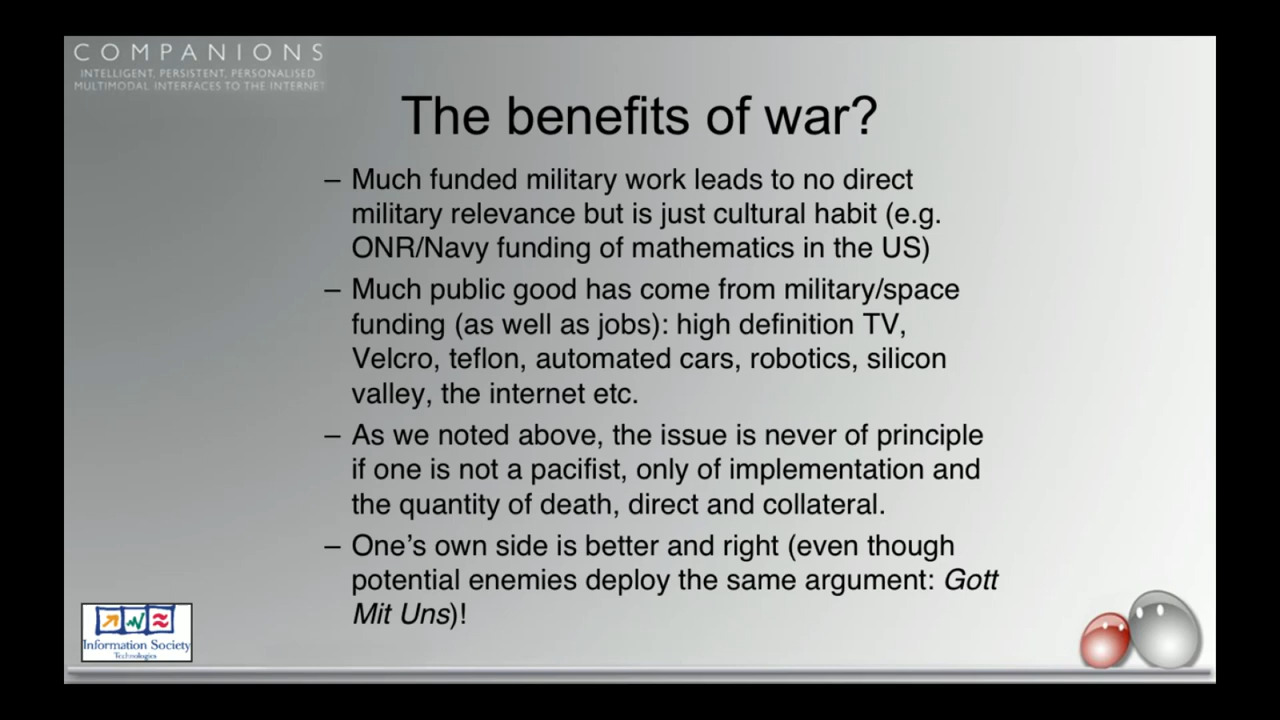 COMPANIONS
INTELLIGENT, PERSISTENT, PERSONALISED
MULTIMODAL INTERFACES TO THE INTERNET
The benefits of war?
– Much funded military work leads to no direct
military relevance but is just cultural habit (e.g.
ONR/Navy funding of mathematics in the US)
– Much public good has come from military/space
funding (as well as jobs): high definition TV,
Velcro, teflon, automated cars, robotics, silicon
valley, the internet etc.
– As we noted above, the issue is never of principle
if one is not a pacifist, only of implementation and
the quantity of death, direct and collateral.
– One’s own side is better and right (even though
potential enemies deploy the same argument: Gott
Mit Uns)!
Information Society
Technologies